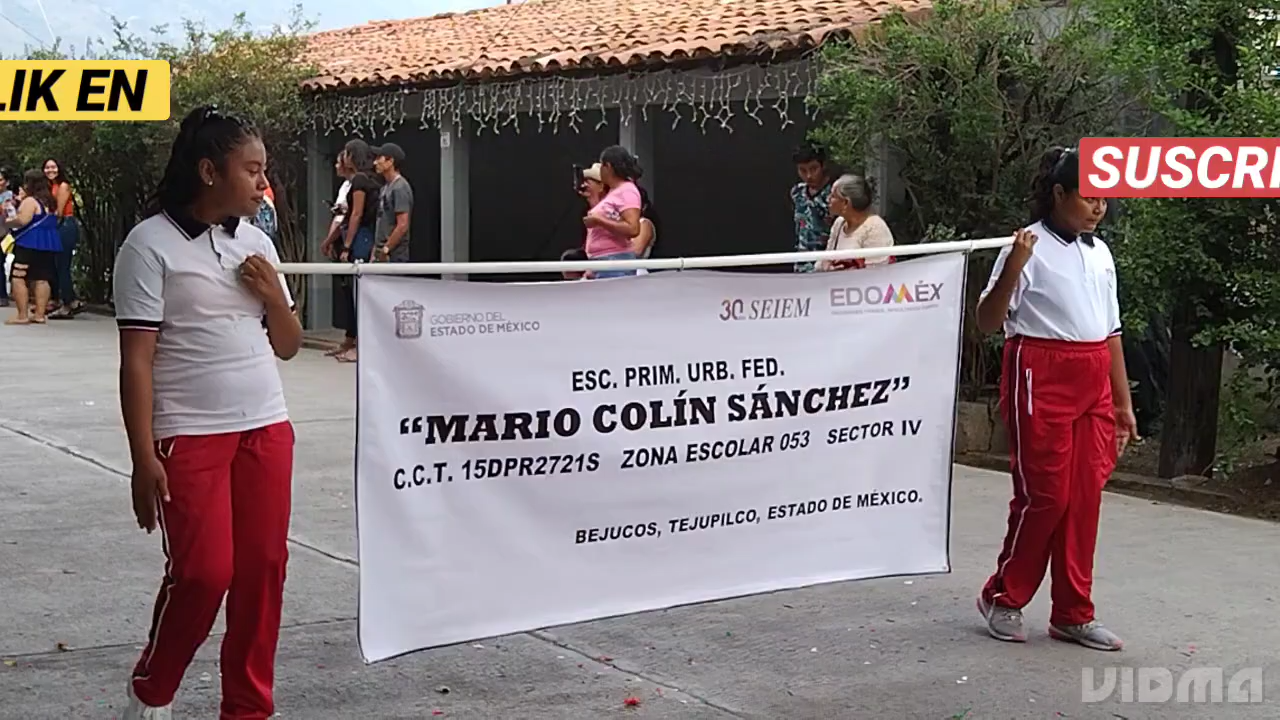 LIK EN
SUSCRI
GOBIERNO DEL
ESTADO DE MÉXICO
30 SEIEM
EDOMÉX
ESC. PRIM. URB. FED.
“MARIO COLÍN SÁNCHEZ”
C.C.T. 15DPR2721S ZONA ESCOLAR 053 SECTOR IV
BEJUCOS, TEJUPILCO, ESTADO DE MÉXICO.
VIDMA